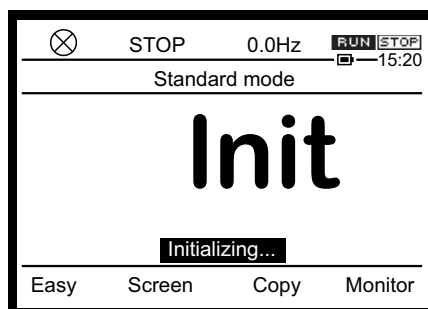 STOP 0.0Hz RUN STOP
15:20
Standard mode
Init
Initializing...
Easy Screen Copy Monitor